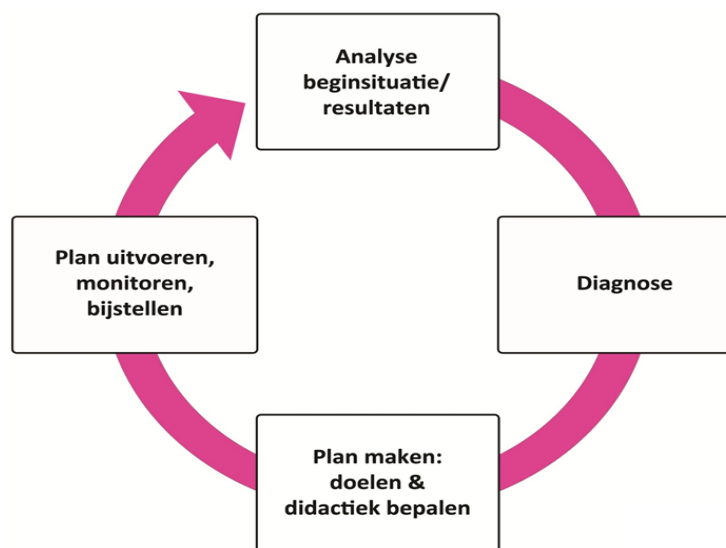 Analyse
beginsituatie/
resultaten
Diagnose
Plan maken:
doelen &
didactiek bepalen
Plan uitvoeren,
monitoren,
bijstellen